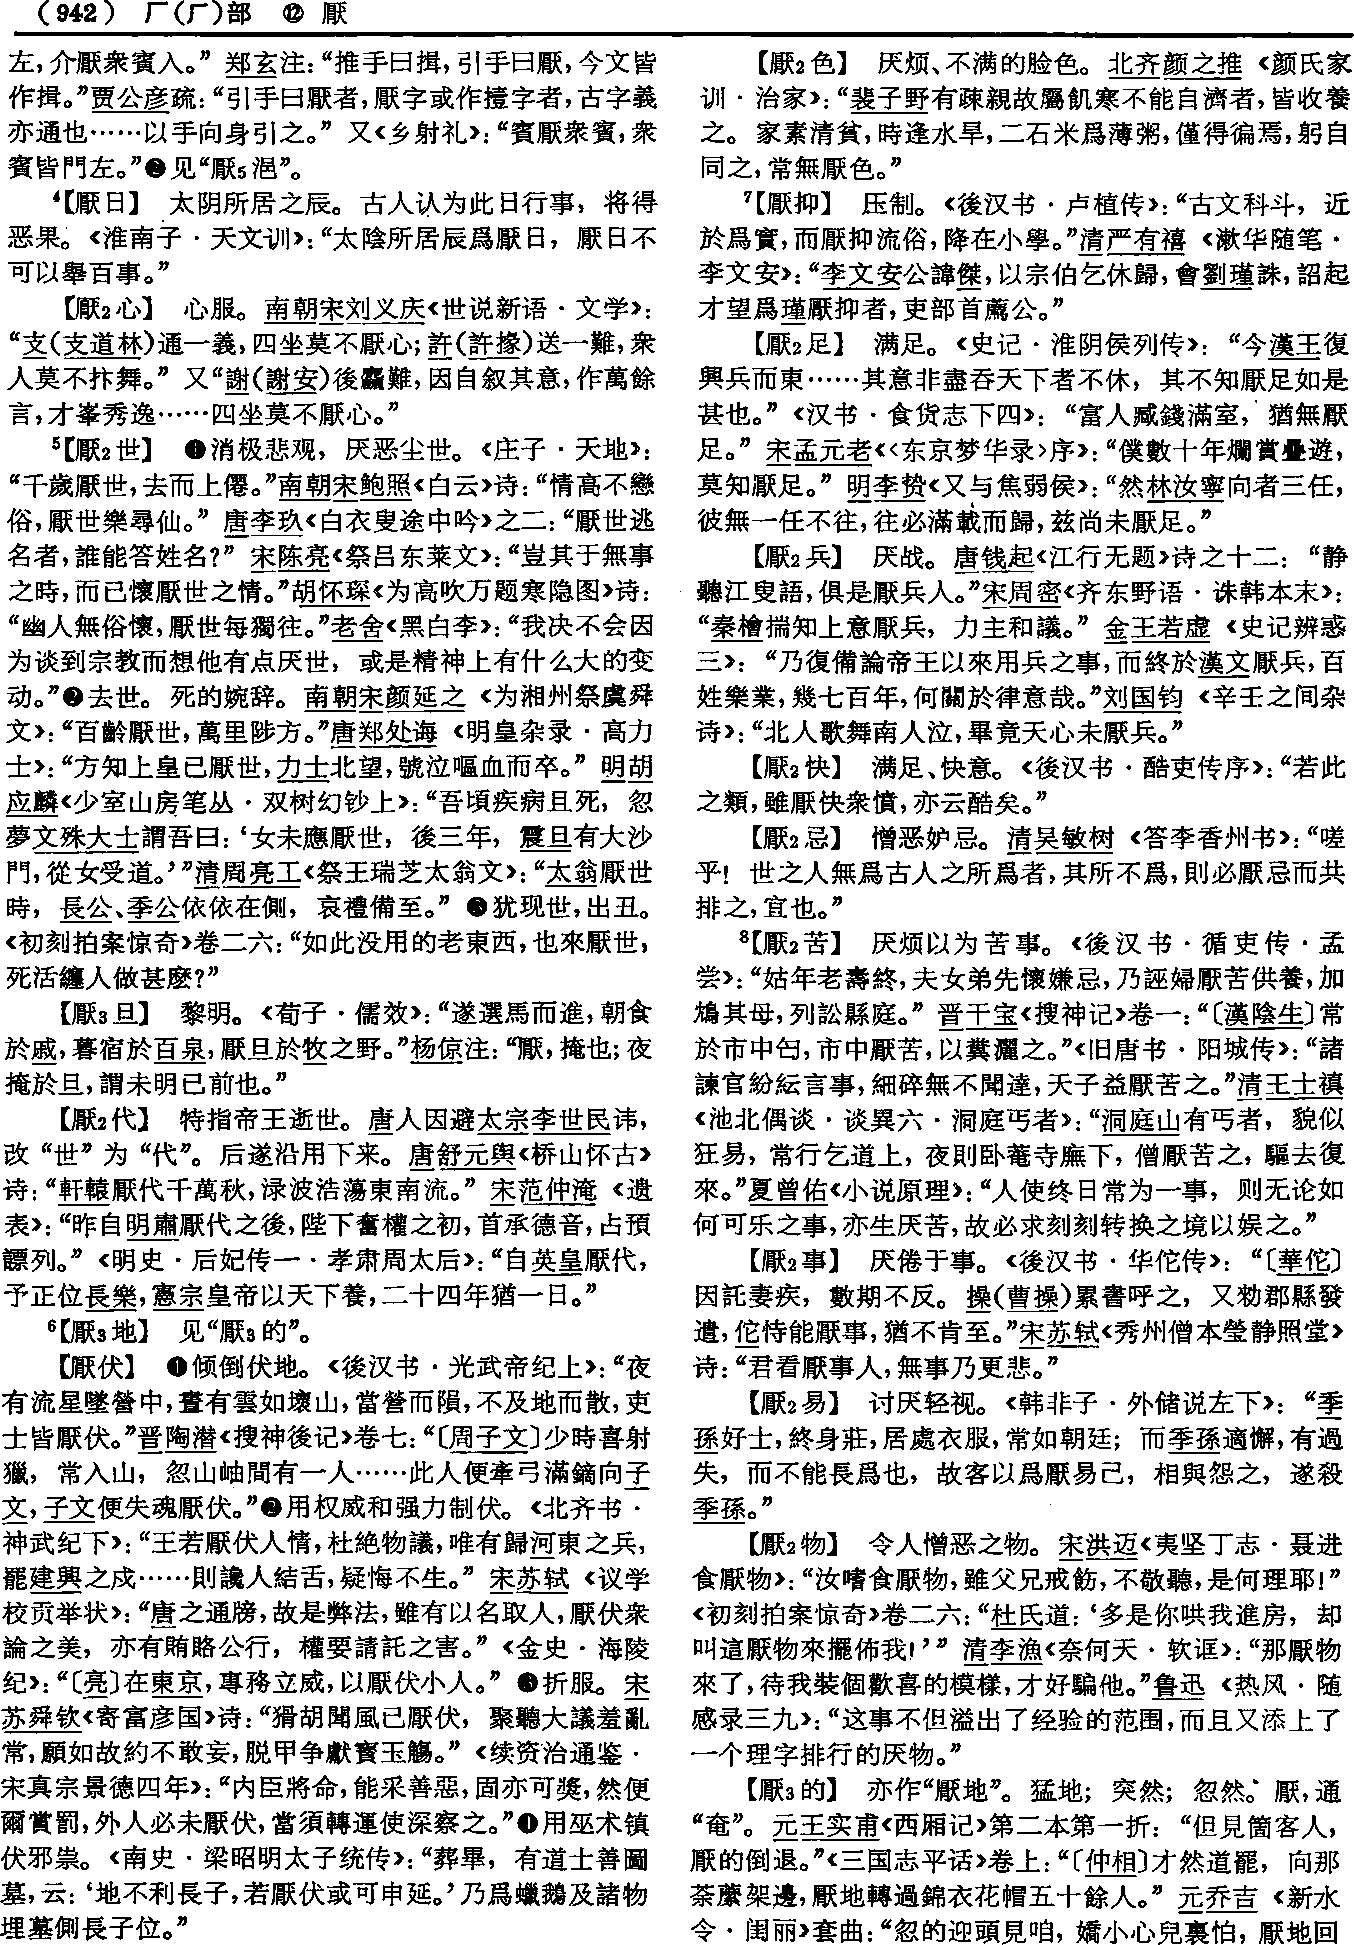 （942） 厂(⺁)部 ⑫ 厭
左，介厭衆賓入。”郑玄注：“推手曰揖，引手曰厭，今文皆
作揖。”贾公彦疏：“引手曰厭者，厭字或作撎字者，古字義
亦通也……以手向身引之。” 又《乡射礼》：“賓厭衆賓，衆
賓皆門左。”❷见“厭₅浥”。
⁴【厭日】 太阴所居之辰。古人认为此日行事，将得
恶果。《淮南子·天文训》：“太陰所居辰爲厭日，厭日不
可以舉百事。”
【厭₂心】 心服。南朝宋刘义庆《世说新语·文学》：
“支(支道林)通一義，四坐莫不厭心；許(許掾)送一難，衆
人莫不抃舞。” 又“謝(謝安)後麤難，因自叙其意，作萬餘
言，才峯秀逸……四坐莫不厭心。”
⁵【厭₂世】 ❶消极悲观，厌恶尘世。《庄子·天地》：
“千歲厭世，去而上僊。”南朝宋鲍照《白云》诗：“情高不戀
俗，厭世樂尋仙。” 唐李玖《白衣叟途中吟》之二：“厭世逃
名者，誰能答姓名？” 宋陈亮《祭吕东莱文》：“豈其于無事
之時，而已懷厭世之情。”胡怀琛《为高吹万题寒隐图》诗：
“幽人無俗懷，厭世每獨往。”老舍《黑白李》：“我决不会因
为谈到宗教而想他有点厌世，或是精神上有什么大的变
动。”❷去世。死的婉辞。南朝宋颜延之《为湘州祭虞舜
文》：“百齡厭世，萬里陟方。”唐郑处诲《明皇杂录·高力
士》：“方知上皇已厭世，力士北望，號泣嘔血而卒。” 明胡
应麟《少室山房笔丛·双树幻钞上》：“吾頃疾病且死，忽
夢文殊大士謂吾曰：‘女未應厭世，後三年，震旦有大沙
門，從女受道。’”清周亮工《祭王瑞芝太翁文》：“太翁厭世
時，長公、季公依依在側，哀禮備至。” ❸犹现世，出丑。
《初刻拍案惊奇》卷二六：“如此没用的老東西，也來厭世，
死活纏人做甚麽？”
【厭₃旦】 黎明。《荀子·儒效》：“遂選馬而進，朝食
於戚，暮宿於百泉，厭旦於牧之野。”杨倞注：“厭，掩也；夜
掩於旦，謂未明已前也。”
【厭₂代】 特指帝王逝世。唐人因避太宗李世民讳，
改“世”为“代”。后遂沿用下来。唐舒元舆《桥山怀古》
诗：“軒轅厭代千萬秋，渌波浩蕩東南流。” 宋范仲淹《遗
表》：“昨自明肅厭代之後，陛下奮權之初，首承德音，占預
諫列。”《明史·后妃传一·孝肃周太后》：“自英皇厭代，
予正位長樂，憲宗皇帝以天下養，二十四年猶一日。”
⁶【厭₃地】 见“厭₃的”。
【厭伏】 ❶倾倒伏地。《後汉书·光武帝纪上》：“夜
有流星墜營中，晝有雲如壞山，當營而隕，不及地而散，吏
士皆厭伏。”晋陶潜《搜神後记》卷七：“〔周子文〕少時喜射
獵，常入山，忽山岫間有一人……此人便牽弓滿鏑向子
文，子文便失魂厭伏。”❷用权威和强力制伏。《北齐书·
神武纪下》：“王若厭伏人情，杜絶物議，唯有歸河東之兵，
罷建興之戍……則讒人結舌，疑悔不生。” 宋苏轼《议学
校贡举状》：“唐之通牓，故是弊法，雖有以名取人，厭伏衆
論之美，亦有賄賂公行，權要請託之害。”《金史·海陵
纪》：“〔亮〕在東京，專務立威，以厭伏小人。” ❸折服。宋
苏舜钦《寄富彦国》诗：“猾胡聞風已厭伏，聚聽大議羞亂
常，願如故約不敢妄，脱甲争獻寳玉觴。”《续资治通鉴·
宋真宗景德四年》：“内臣將命，能采善惡，固亦可獎，然便
爾賞罰，外人必未厭伏，當須轉運使深察之。”❹用巫术镇
伏邪祟。《南史·梁昭明太子统传》：“葬畢，有道士善圖
墓，云：‘地不利長子，若厭伏或可申延。’乃爲蠟鵝及諸物
埋墓側長子位。”
【厭₂色】 厌烦、不满的脸色。北齐颜之推《颜氏家
训·治家》：“裴子野有疎親故屬飢寒不能自濟者，皆收養
之。家素清貧，時逢水旱，二石米爲薄粥，僅得徧焉，躬自
同之，常無厭色。”
⁷【厭抑】 压制。《後汉书·卢植传》：“古文科斗，近
於爲實，而厭抑流俗，降在小學。”清严有禧《漱华随笔·
李文安》：“李文安公諱傑，以宗伯乞休歸，會劉瑾誅，詔起
才望爲瑾厭抑者，吏部首薦公。”
【厭₂足】 满足。《史记·淮阴侯列传》：“今漢王復
興兵而東……其意非盡吞天下者不休，其不知厭足如是
甚也。”《汉书·食货志下四》：“富人臧錢滿室，猶無厭
足。” 宋孟元老《〈东京梦华录〉序》：“僕數十年爛賞疊遊，
莫知厭足。” 明李贽《又与焦弱侯》：“然林汝寧向者三任，
彼無一任不往，往必滿載而歸，兹尚未厭足。”
【厭₂兵】 厌战。唐钱起《江行无题》诗之十二：“静
聽江叟語，俱是厭兵人。”宋周密《齐东野语·诛韩本末》：
“秦檜揣知上意厭兵，力主和議。” 金王若虚《史记辨惑
三》：“乃復備論帝王以來用兵之事，而終於漢文厭兵，百
姓樂業，幾七百年，何關於律意哉。”刘国钧《辛壬之间杂
诗》：“北人歌舞南人泣，畢竟天心未厭兵。”
【厭₂快】 满足、快意。《後汉书·酷吏传序》：“若此
之類，雖厭快衆憤，亦云酷矣。”
【厭₂忌】 憎恶妒忌。清吴敏树《答李香州书》：“嗟
乎！世之人無爲古人之所爲者，其所不爲，則必厭忌而共
排之，宜也。”
⁸【厭₂苦】 厌烦以为苦事。《後汉书·循吏传·孟
尝》：“姑年老壽終，夫女弟先懷嫌忌，乃誣婦厭苦供養，加
鴆其母，列訟縣庭。” 晋干宝《搜神记》卷一：“〔漢陰生〕常
於市中匄，市中厭苦，以糞灑之。”《旧唐书·阳城传》：“諸
諫官紛紜言事，細碎無不聞達，天子益厭苦之。”清王士禛
《池北偶谈·谈異六·洞庭丐者》：“洞庭山有丐者，貌似
狂易，常行乞道上，夜則卧菴寺廡下，僧厭苦之，驅去復
來。”夏曾佑《小说原理》：“人使终日常为一事，则无论如
何可乐之事，亦生厌苦，故必求刻刻转换之境以娱之。”
【厭₂事】 厌倦于事。《後汉书·华佗传》：“〔華佗〕
因託妻疾，數期不反。操(曹操)累書呼之，又勑郡縣發
遣，佗恃能厭事，猶不肯至。”宋苏轼《秀州僧本莹静照堂》
诗：“君看厭事人，無事乃更悲。”
【厭₂易】 讨厌轻视。《韩非子·外储说左下》：“季
孫好士，終身莊，居處衣服，常如朝廷；而季孫適懈，有過
失，而不能長爲也，故客以爲厭易己，相與怨之，遂殺
季孫。”
【厭₂物】 令人憎恶之物。宋洪迈《夷坚丁志·聂进
食厭物》：“汝嗜食厭物，雖父兄戒飭，不敬聽，是何理耶！”
《初刻拍案惊奇》卷二六：“杜氏道：‘多是你哄我進房，却
叫這厭物來擺佈我！’” 清李漁《奈何天·软诓》：“那厭物
來了，待我裝個歡喜的模樣，才好騙他。”鲁迅《热风·随
感录三九》：“这事不但溢出了经验的范围，而且又添上了
一个理字排行的厌物。”
【厭₃的】 亦作“厭地”。猛地；突然；忽然。厭，通
“奄”。元王实甫《西厢记》第二本第一折：“但見箇客人，
厭的倒退。”《三国志平话》卷上：“〔仲相〕才然道罷，向那
荼䕷架邊，厭地轉過錦衣花帽五十餘人。” 元乔吉《新水
令·闺丽》套曲：“忽的迎頭見咱，嬌小心兒裏怕，厭地回